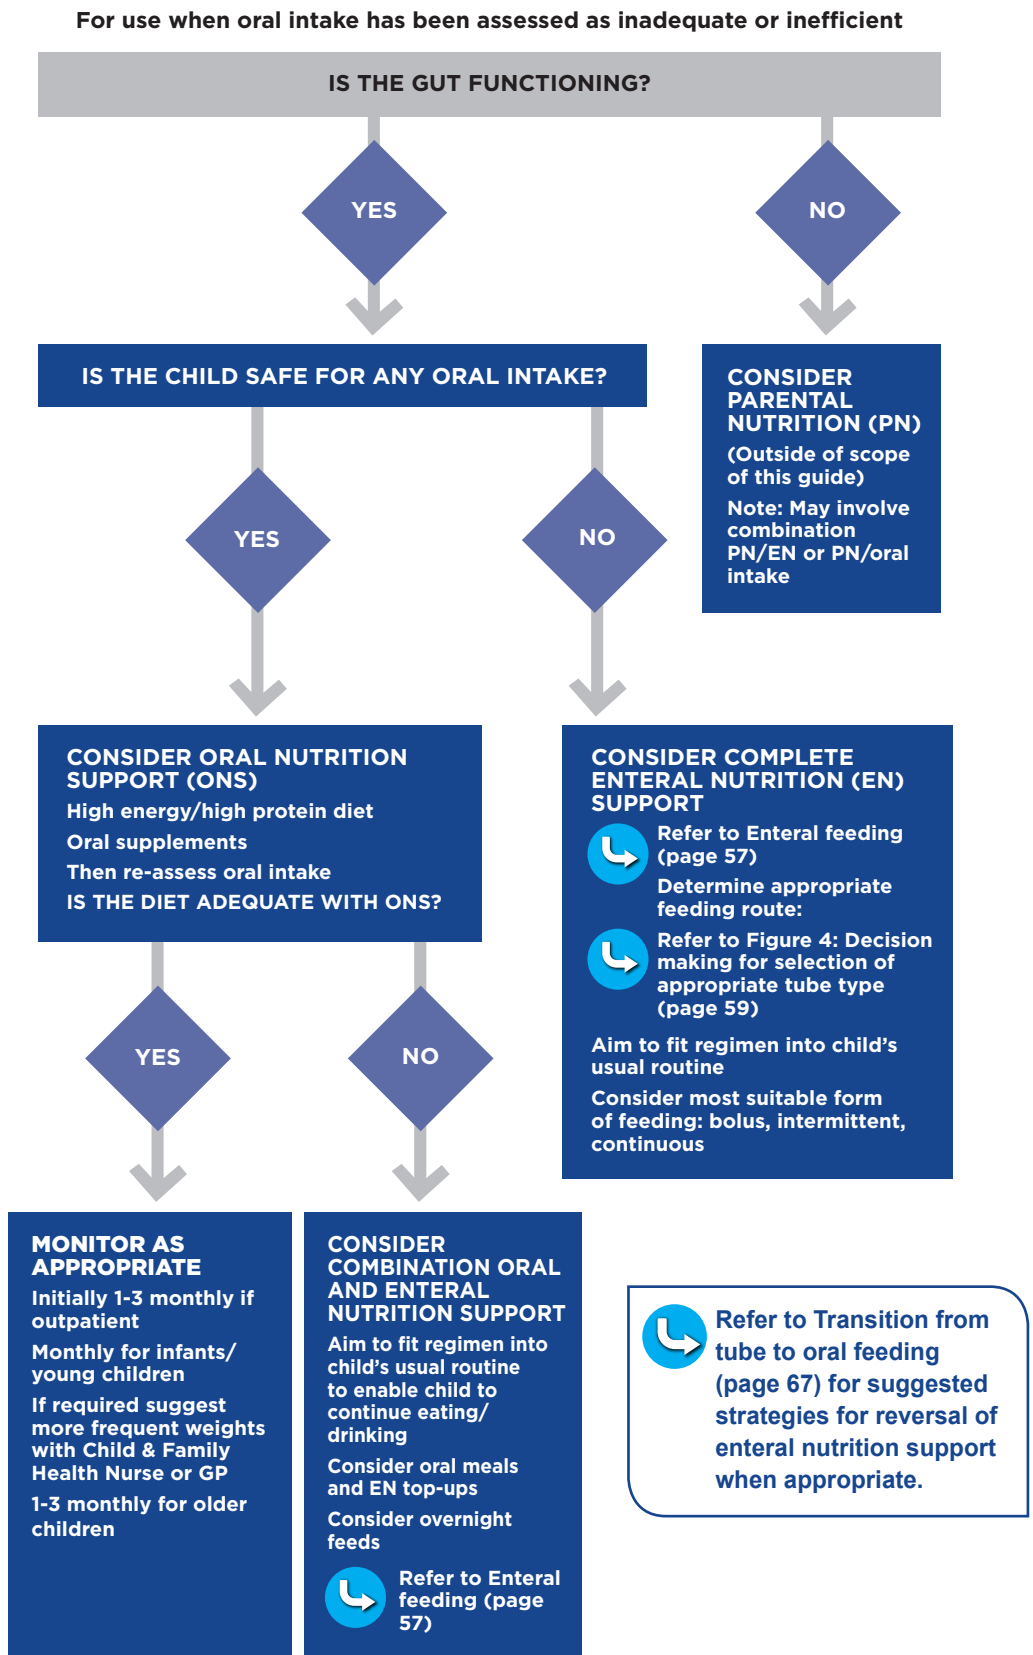 For use when oral intake has been assessed as inadequate or inefficient
IS THE GUT FUNCTIONING?
YES
NO
IS THE CHILD SAFE FOR ANY ORAL INTAKE?
CONSIDER
PARENTAL
NUTRITION (PN)
(Outside of scope
of this guide)
Note: May involve
combination
PN/EN or PN/oral
intake
YES
NO
CONSIDER ORAL NUTRITION
SUPPORT (ONS)
High energy/high protein diet
Oral supplements
Then re-assess oral intake
IS THE DIET ADEQUATE WITH ONS?
CONSIDER COMPLETE
ENTERAL NUTRITION (EN)
SUPPORT
Refer to Enteral feeding
(page 57)
Determine appropriate
feeding route:
Refer to Figure 4: Decision
making for selection of
appropriate tube type
(page 59)
Aim to fit regimen into child's
usual routine
Consider most suitable form
of feeding: bolus, intermittent,
continuous
YES
NO
MONITOR AS
APPROPRIATE
Initially 1-3 monthly if
outpatient
Monthly for infants/
young children
If required suggest
more frequent weights
with Child & Family
Health Nurse or GP
1-3 monthly for older
children
CONSIDER
COMBINATION ORAL
AND ENTERAL
NUTRITION SUPPORT
Aim to fit regimen into
child's usual routine
to enable child to
continue eating/
drinking
Consider oral meals
and EN top-ups
Consider overnight
feeds
Refer to Enteral
feeding (page
57)
Refer to Transition from
tube to oral feeding
(page 67) for suggested
strategies for reversal of
enteral nutrition support
when appropriate.